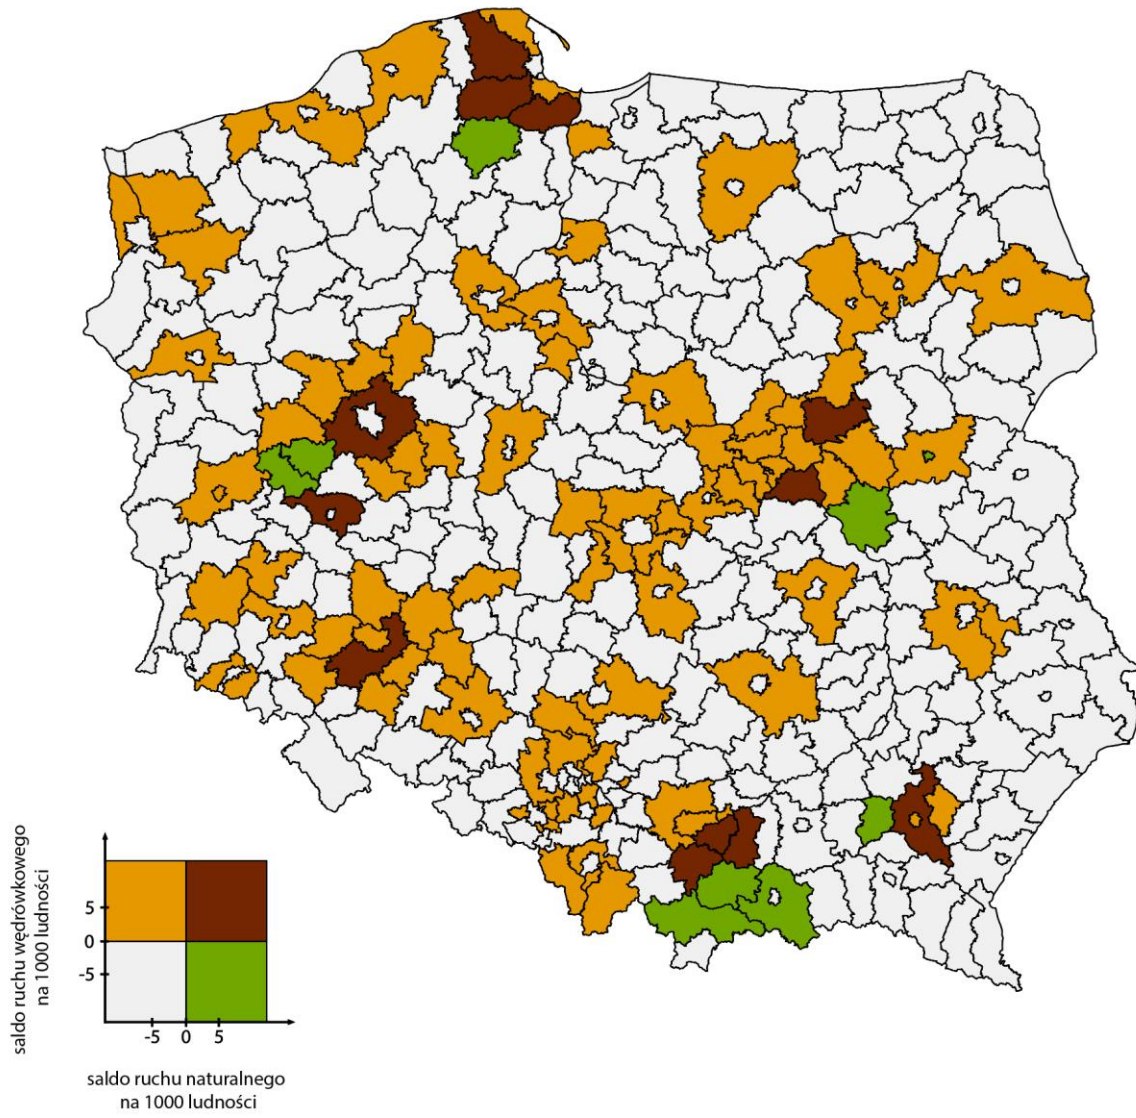 saldo ruchu wędrówkowego
na 1000 ludności
5
0
-5
-5 0 5
saldo ruchu naturalnego
na 1000 ludności